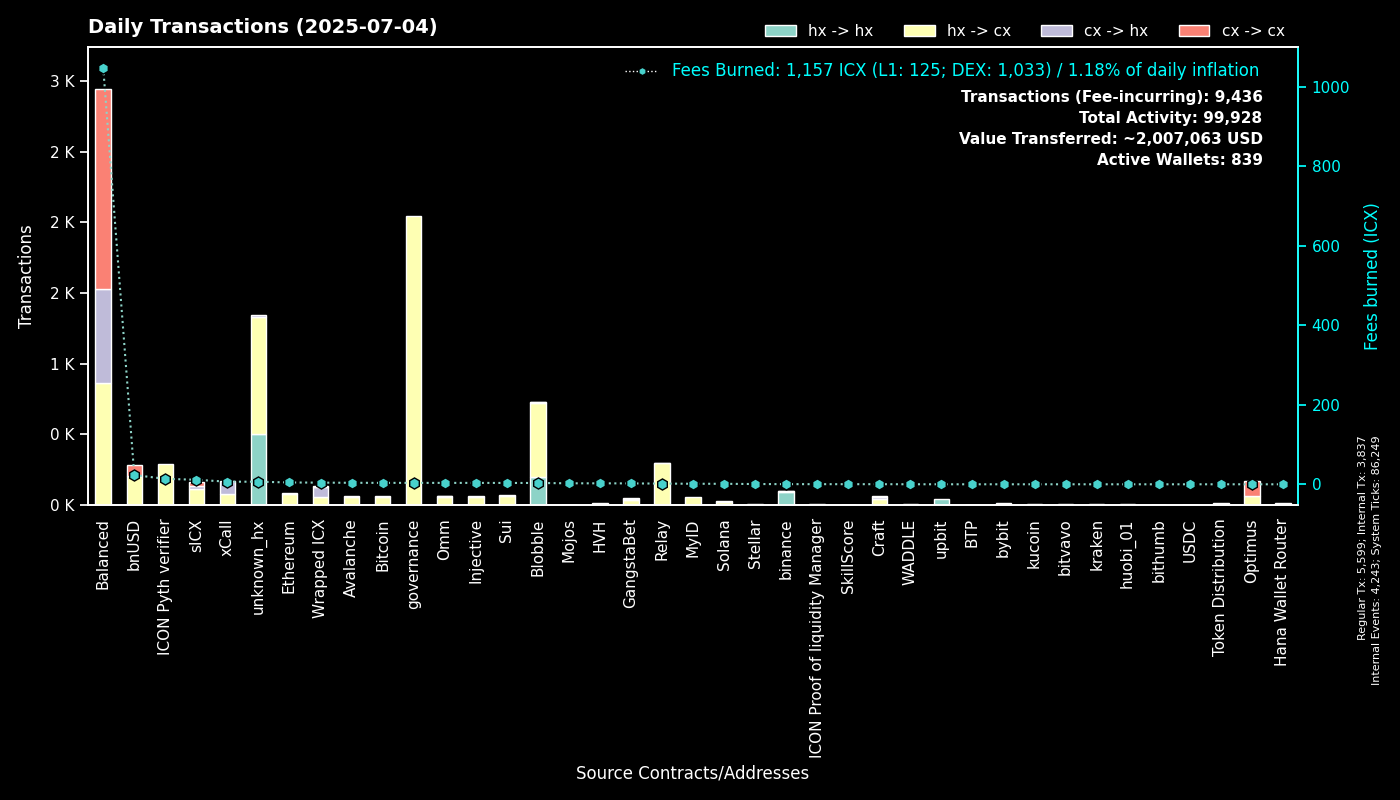 Daily Transactions (2025-07-04)
hx -> hx
hx -> cx
cx -> hx
cx -> cx
Fees Burned: 1,157 ICX (L1: 125; DEX: 1,033) / 1.18% of daily inflation
Transactions (Fee-incurring): 9,436
Total Activity: 99,928
Value Transferred: ~2,007,063 USD
Active Wallets: 839
Transactions
3 K
2 K
2 K
2 K
1 K
0 K
0 K
1000
800
600
400
200
0
Fees burned (ICX)
Balanced
bnUSD
ICON Pyth verifier
sICX
xCall
unknown_hx
Ethereum
Wrapped ICX
Avalanche
Bitcoin
governance
Omm
Injective
Sui
Blobble
Mojos
HVH
GangstaBet
Relay
MyID
Solana
Stellar
binance
ICON Proof of liquidity Manager
SkillScore
Craft
WADDLE
upbit
BTP
bybit
kucoin
bitvavo
kraken
huobi_01
bithumb
USDC
Token Distribution
Optimus
Hana Wallet Router
Source Contracts/Addresses
Regular Tx: 5,599; Internal Tx: 3,837
Internal Events: 4,243; System Ticks: 86,249